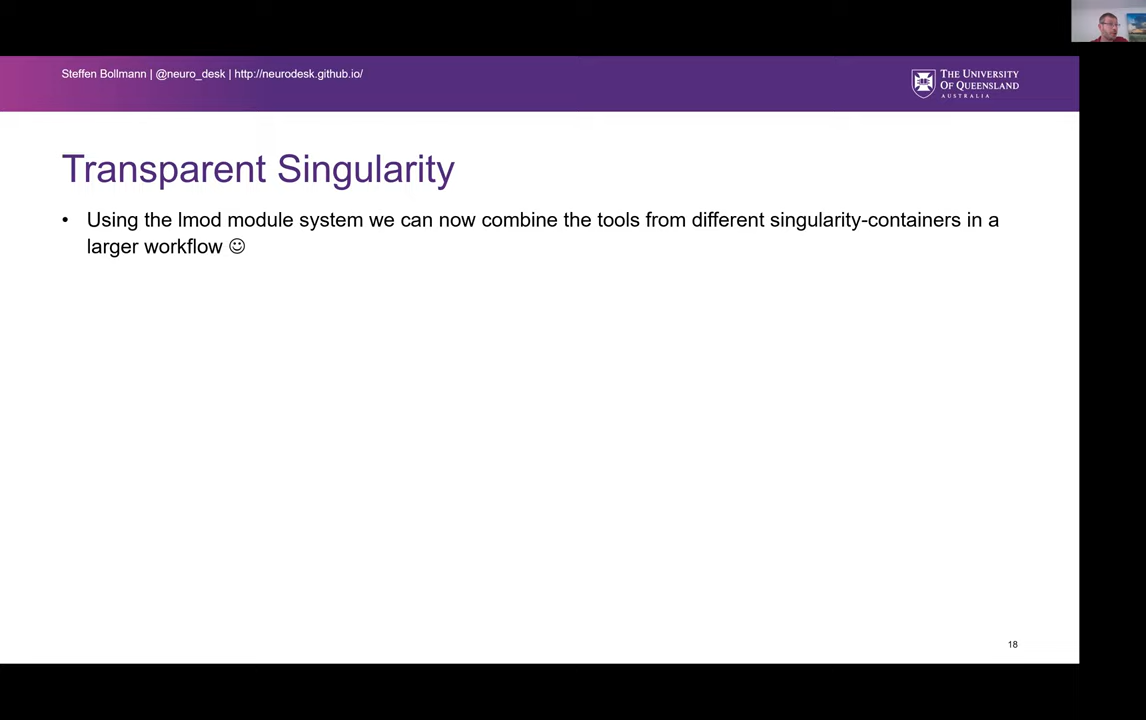 Steffen Bollmann | @neuro_desk | http://neurodesk.github.io/
THE UNIVERSITY
OF QUEENSLAND
AUSTRALIA
Transparent Singularity
• Using the lmod module system we can now combine the tools from different singularity-containers in a
larger workflow ☺
18